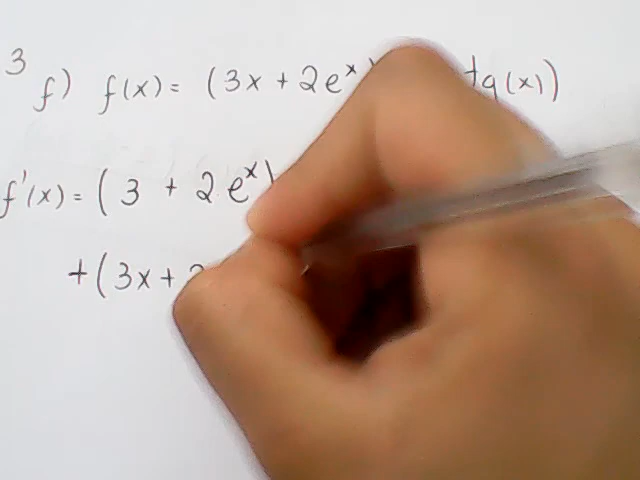 3
f) f(x) = (3x + 2e^x) tg(x))
f'(x) = (3 + 2e^x)
+ (3x + 2